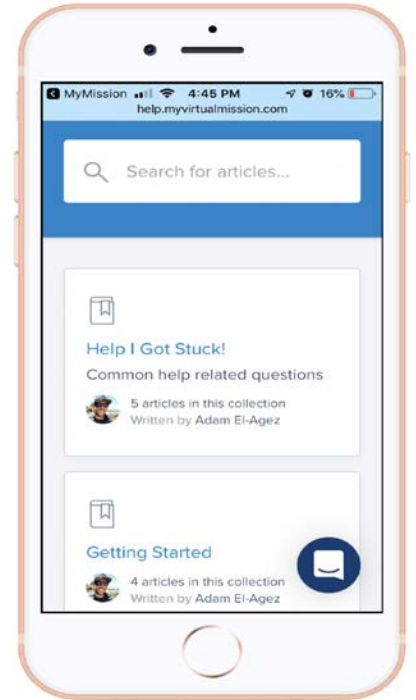 MyMission 4:45 PM 16%
help.myvirtualmission.com
Search for articles...
Help I Got Stuck!
Common help related questions
5 articles in this collection
Written by Adam El-Agez
Getting Started
4 articles in this collection
Written by Adam El-Agez